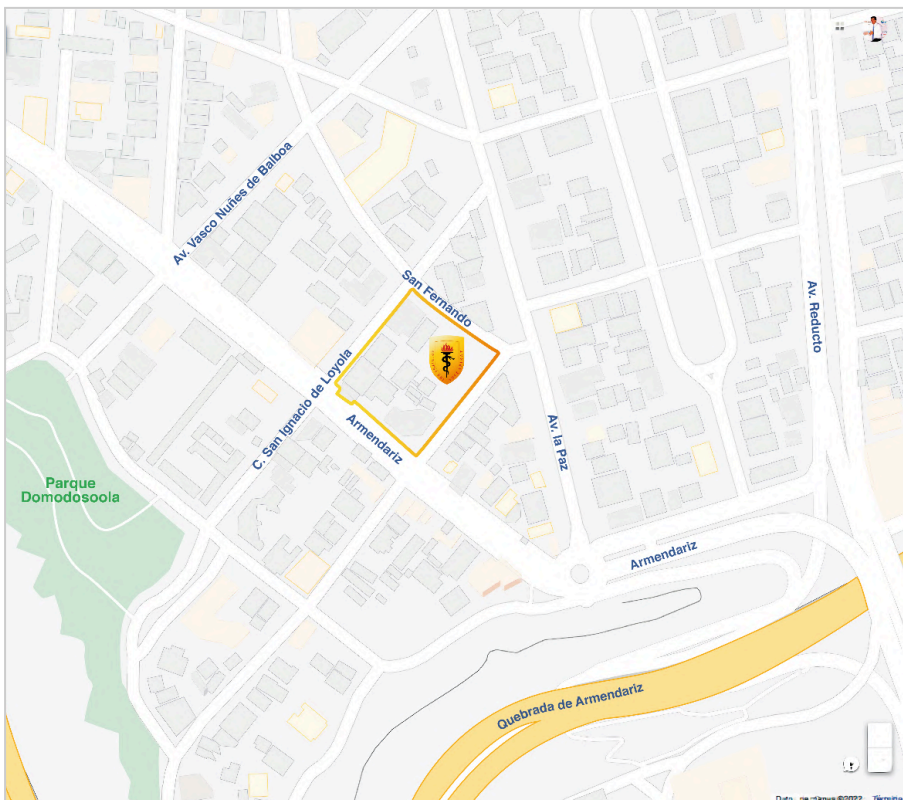 Av. Vasco Nuñes de Balboa
San Fernando
Av. Reducto
C. San Ignacio de Loyola
Armendariz
Av. la Paz
Parque
Domodosoola
Armendariz
Quebrada de Armendariz
©2022